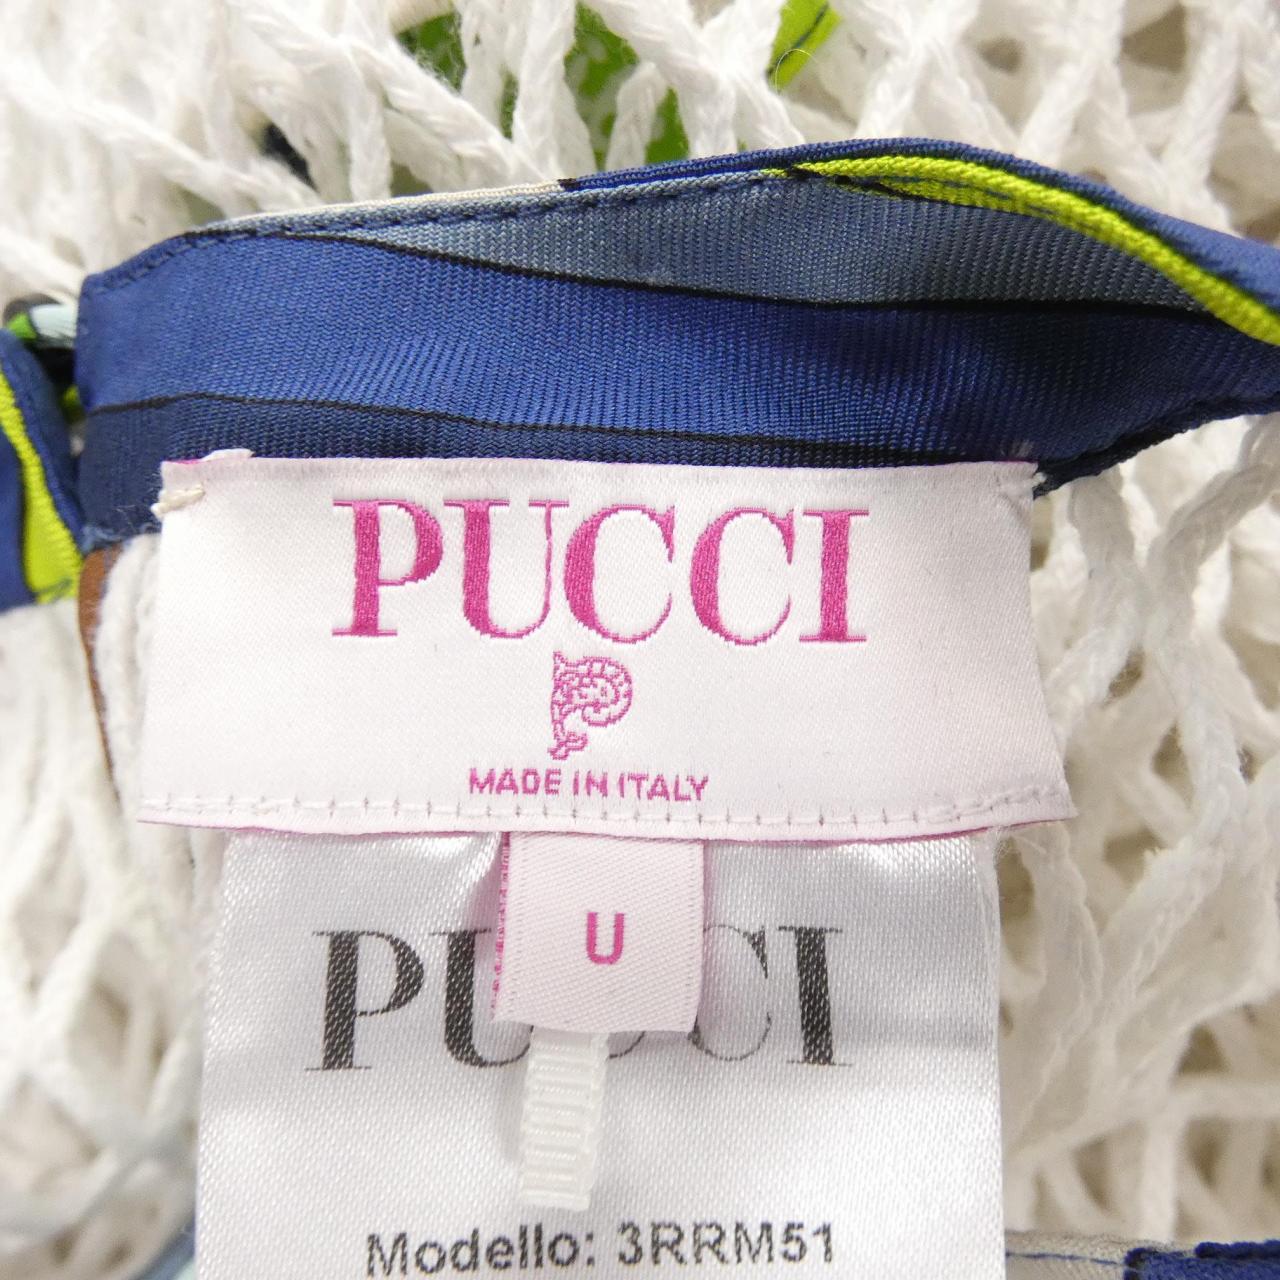 PUCCI
MADE IN ITALY
U
PUCCI
Modello: 3RRM51